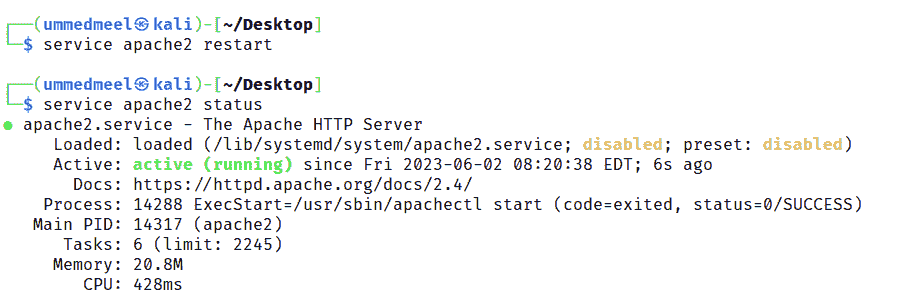 ┌──(ummedmeel㉿kali)-[~/Desktop]
└─$ service apache2 restart
┌──(ummedmeel㉿kali)-[~/Desktop]
└─$ service apache2 status
● apache2.service - The Apache HTTP Server
Loaded: loaded (/lib/systemd/system/apache2.service; disabled; preset: disabled)
Active: active (running) since Fri 2023-06-02 08:20:38 EDT; 6s ago
Docs: https://httpd.apache.org/docs/2.4/
Process: 14288 ExecStart=/usr/sbin/apachectl start (code=exited, status=0/SUCCESS)
Main PID: 14317 (apache2)
Tasks: 6 (limit: 2245)
Memory: 20.8M
CPU: 428ms